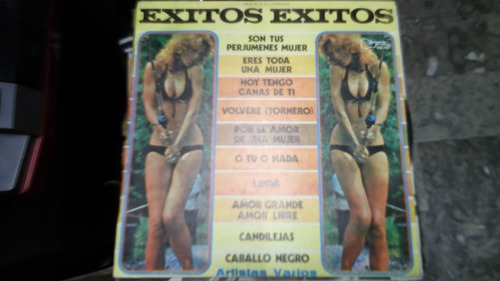 EXITOS EXITOS
SON TUS
PERJUMENES MUJER
ERES TODA
UNA MUJER
HOY TENGO
GANAS DE TI
VOLVERE (TORNERO)
POR EL AMOR
DE UNA MUJER
O TU O NADA
LINDA
AMOR GRANDE
AMOR LIBRE
CANDILEJAS
CABALLO NEGRO
Artistas Varios